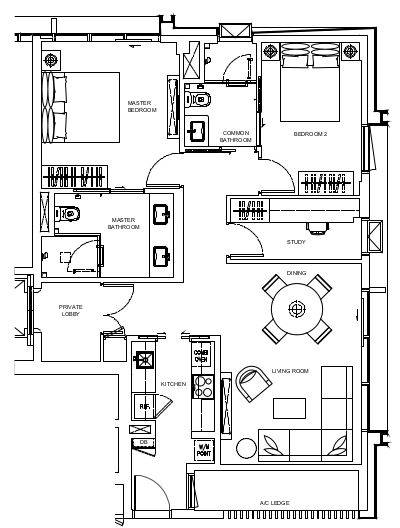 MASTER
BEDROOM
COMMON
BATHROOM
BEDROOM 2
MASTER
BATHROOM
STUDY
DINING
PRIVATE
LOBBY
COMBI
OVEN
KITCHEN
LIVING ROOM
REF.
DB
W/M
POINT
A/C LEDGE